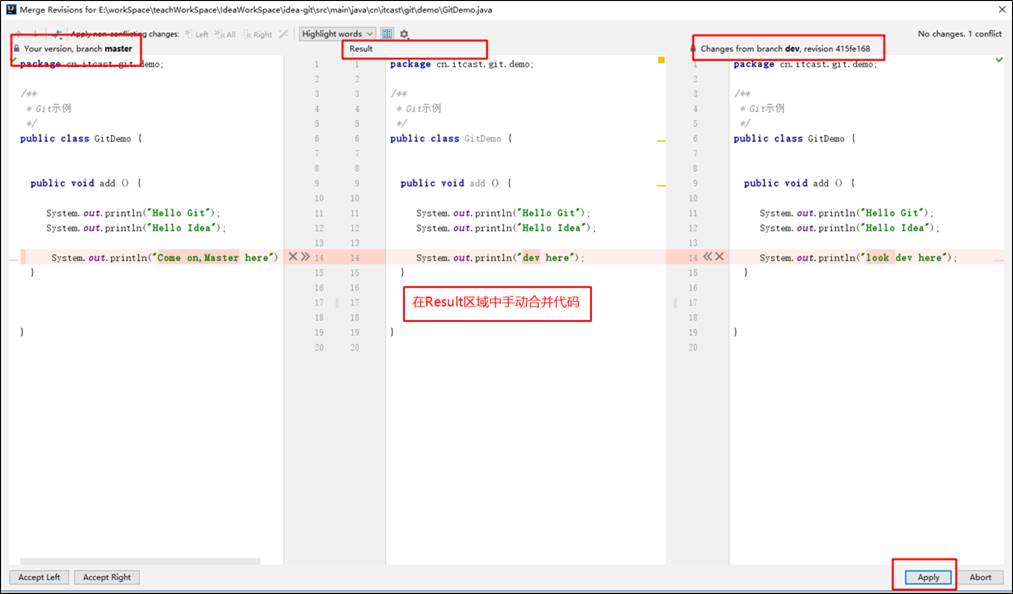 Merge Revisions for E:\workSpace\teachWorkSpace\IdeaWorkSpace\idea-git\src\main\java\cn\itcast\git\demo\GitDemo.java
Apply non-conflicting changes: Left All Right Highlight words No changes. 1 conflict
Your version, branch master
Result
Changes from branch dev, revision 415fe168
package cn.itcast.git.demo;
/**
* Git示例
*/
public class GitDemo {
public void add () {
System.out.println("Hello Git");
System.out.println("Hello Idea");
System.out.println("Come on,Master here")
}
}
1 1
2 2
3 3
4 4
5 5
6 6
7 7
8 8
9 9
10 10
11 11
12 12
13 13
14 14
15 15
16 16
17 17
18 18
19 19
20 20
package cn.itcast.git.demo;
/**
* Git示例
*/
public class GitDemo {
public void add () {
System.out.println("Hello Git");
System.out.println("Hello Idea");
System.out.println("dev here");
}
在Result区域中手动合并代码
}
1
2
3
4
5
6
7
8
9
10
11
12
13
14
15
16
17
18
19
20
package cn.itcast.git.demo;
/**
* Git示例
*/
public class GitDemo {
public void add () {
System.out.println("Hello Git");
System.out.println("Hello Idea");
System.out.println("look dev here");
}
}
Accept Left Accept Right Apply Abort